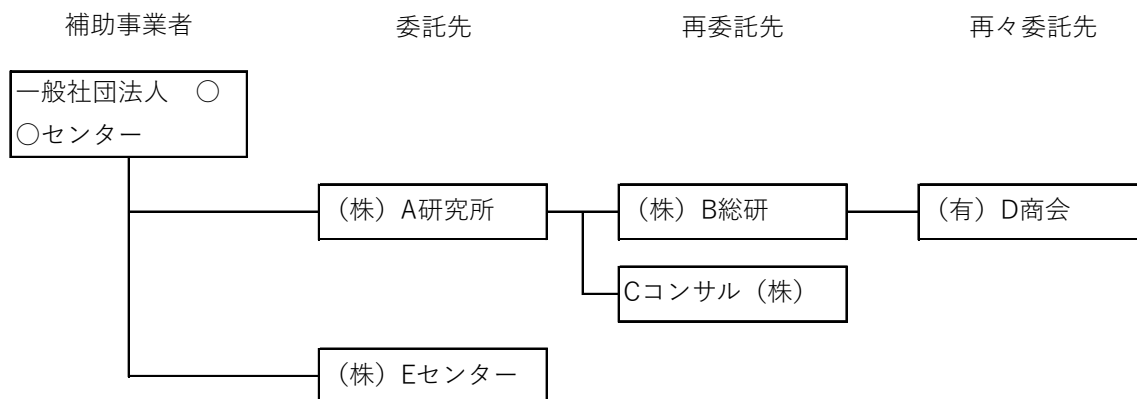 補助事業者 委託先 再委託先 再々委託先
一般社団法人　○
○センター
（株）A研究所 （株）B総研 （有）D商会
Cコンサル（株）
（株）Eセンター